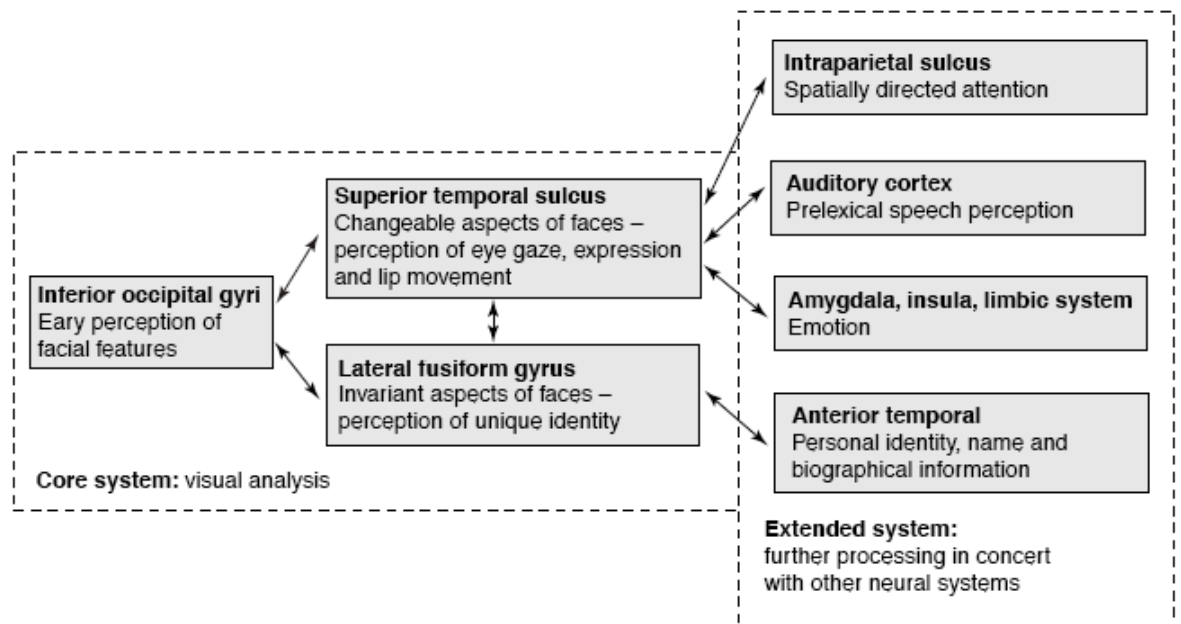 Intraparietal sulcus
Spatially directed attention
Auditory cortex
Prelexical speech perception
Superior temporal sulcus
Changeable aspects of faces –
perception of eye gaze, expression
and lip movement
Inferior occipital gyri
Eary perception of
facial features
Amygdala, insula, limbic system
Emotion
Lateral fusiform gyrus
Invariant aspects of faces –
perception of unique identity
Anterior temporal
Personal identity, name and
biographical information
Core system: visual analysis
Extended system:
further processing in concert
with other neural systems